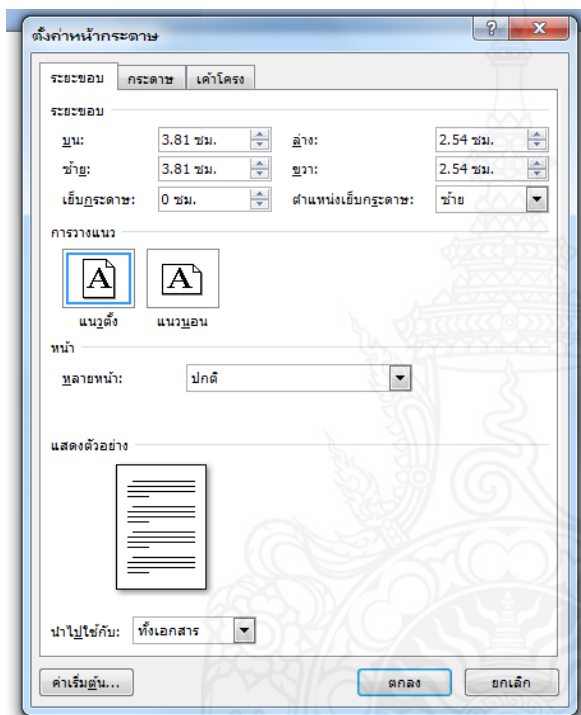 ตั้งค่าหน้ากระดาษ
ระยะขอบ กระดาษ เค้าโครง
ระยะขอบ
บน: 3.81 ซม. ล่าง: 2.54 ซม.
ซ้าย: 3.81 ซม. ขวา: 2.54 ซม.
เย็บกระดาษ: 0 ซม. ตำแหน่งเย็บกระดาษ: ซ้าย
การวางแนว
A A
แนวตั้ง แนวนอน
หน้า
หลายหน้า: ปกติ
แสดงตัวอย่าง
นำไปใช้กับ: ทั้งเอกสาร
ค่าเริ่มต้น... ตกลง ยกเลิก